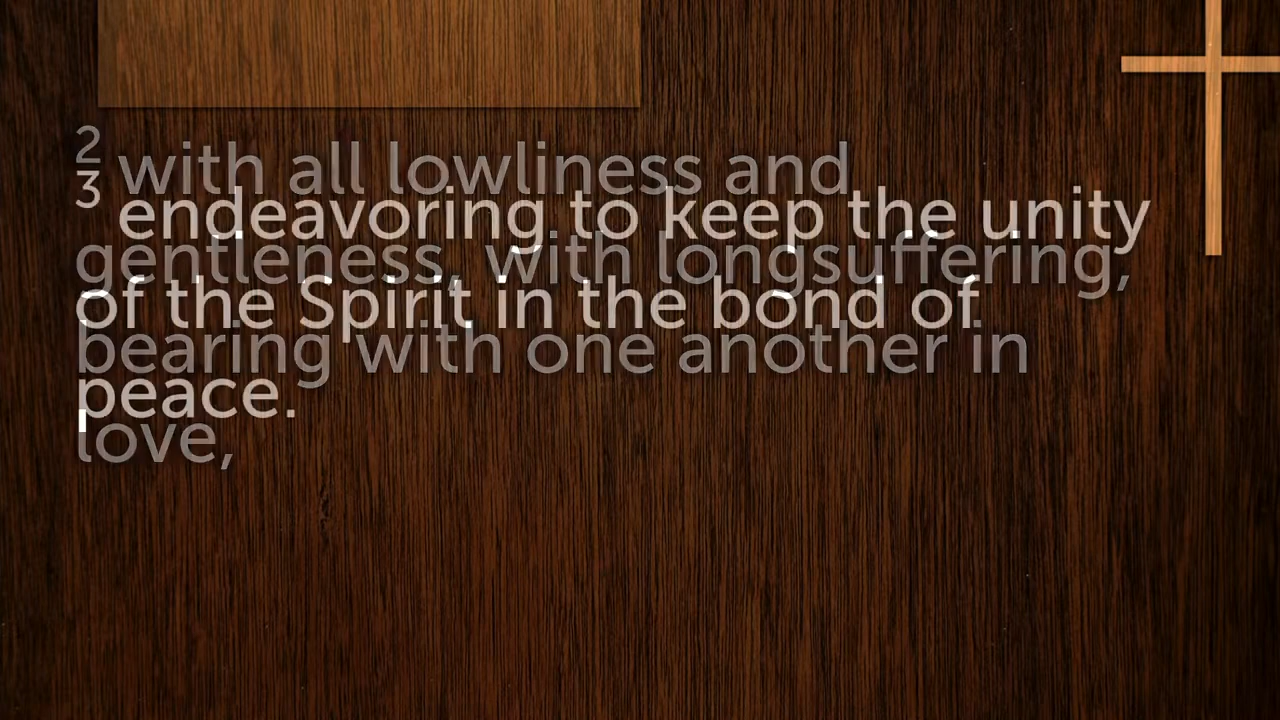 2 with all lowliness and
gentleness, with longsuffering,
bearing with one another in
love,
3 endeavoring to keep the unity
of the Spirit in the bond of
peace.